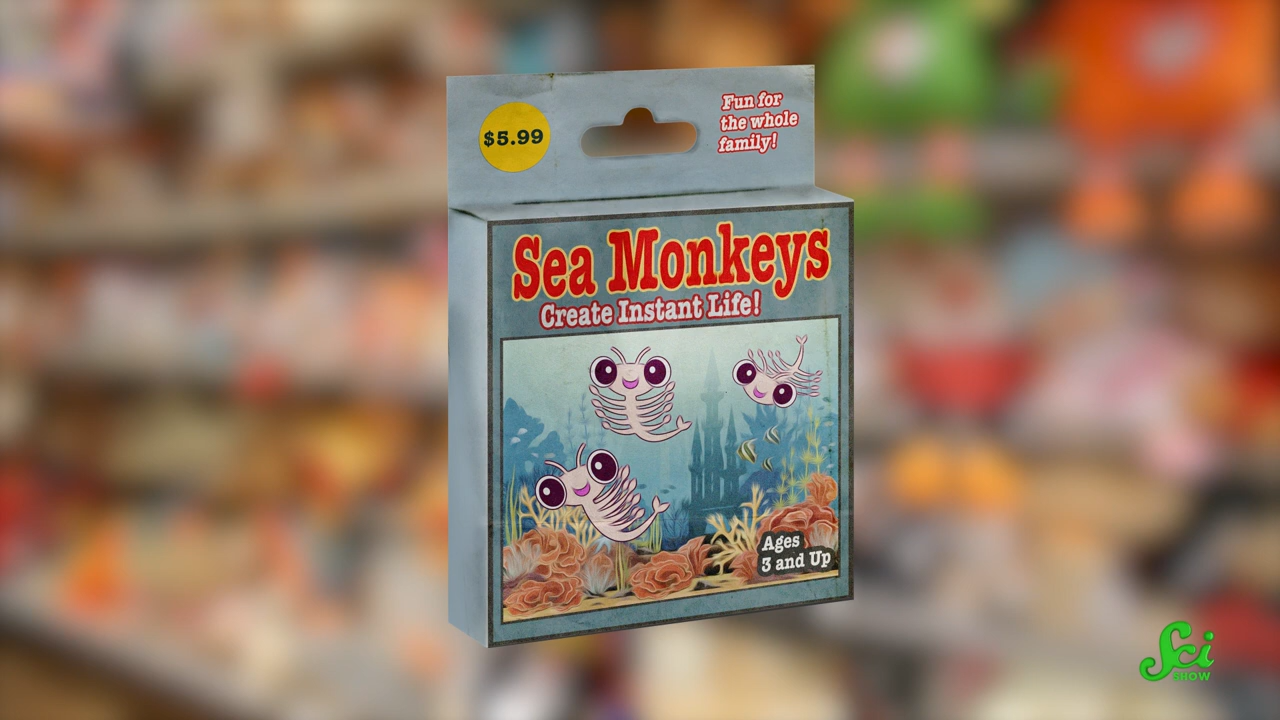 $5.99
Fun for
the whole
family!
Sea Monkeys
Create Instant Life!
Ages
3 and Up
Sci
SHOW